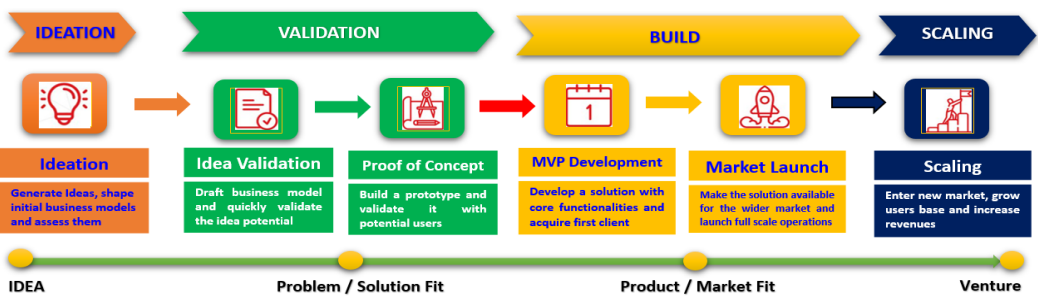 IDEATION
VALIDATION
BUILD
SCALING
1
Ideation
Generate Ideas, shape
initial business models
and assess them
Idea Validation
Draft business model
and quickly validate
the idea potential
Proof of Concept
Build a prototype and
validate it with
potential users
MVP Development
Develop a solution with
core functionalities and
acquire first client
Market Launch
Make the solution available
for the wider market and
launch full scale operations
Scaling
Enter new market, grow
users base and increase
revenues
IDEA
Problem / Solution Fit
Product / Market Fit
Venture